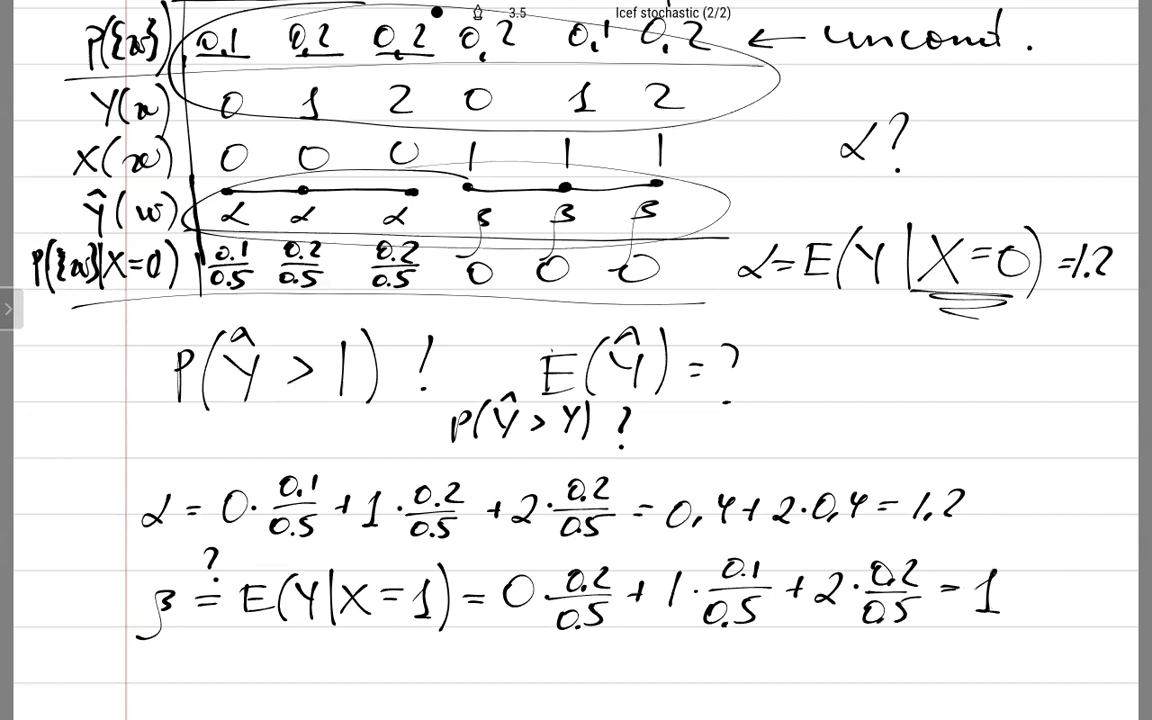 3.5 Icef stochastic (2/2)
P({w}) 0.1 0.2 0.2 0.2 0.1 0.2 ← uncond.
Y(w) 0 1 2 0 1 2
X(w) 0 0 0 1 1 1
α?
Ŷ(w) α α α β β β
P({w}|X=0) 0.1/0.5 0.2/0.5 0.2/0.5 0 0 0
α = E(Y|X=0) = 1.2
P(Ŷ > 1) ! E(Ŷ) = ?
P(Ŷ > Y) ?
α = 0 · 0.1/0.5 + 1 · 0.2/0.5 + 2 · 0.2/0.5 = 0,4 + 2·0,4 = 1,2
?
β = E(Y|X=1) = 0 · 0.2/0.5 + 1 · 0.1/0.5 + 2 · 0.2/0.5 = 1